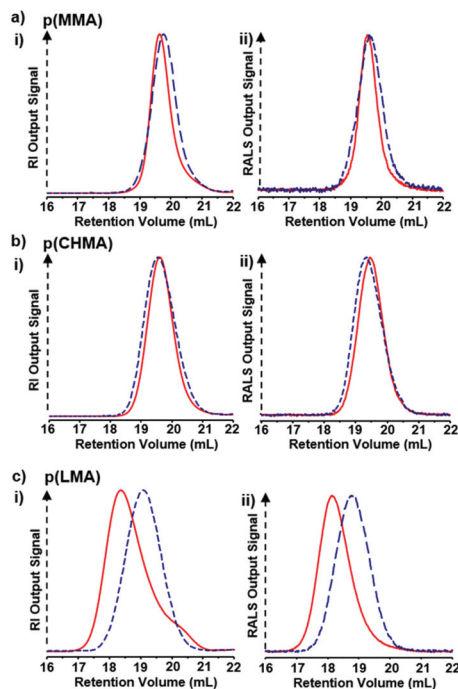 a) p(MMA)
i)
RI Output Signal
16 17 18 19 20 21 22
Retention Volume (mL)
ii)
RALS Output Signal
16 17 18 19 20 21 22
Retention Volume (mL)
b) p(CHMA)
i)
RI Output Signal
16 17 18 19 20 21 22
Retention Volume (mL)
ii)
RALS Output Signal
16 17 18 19 20 21 22
Retention Volume (mL)
c) p(LMA)
i)
RI Output Signal
16 17 18 19 20 21 22
Retention Volume (mL)
ii)
RALS Output Signal
16 17 18 19 20 21 22
Retention Volume (mL)